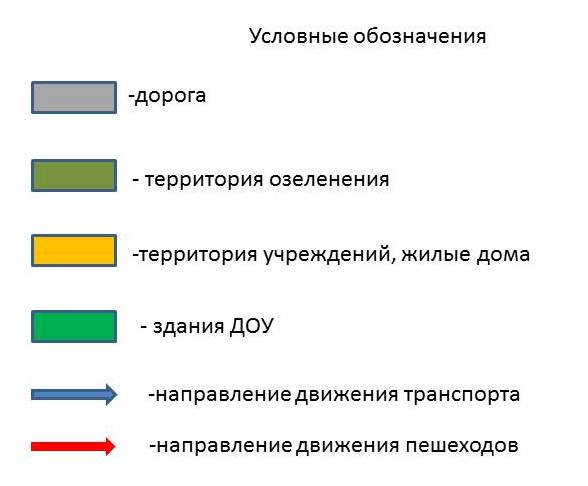 Условные обозначения
-дорога
- территория озеленения
-территория учреждений, жилые дома
- здания ДОУ
-направление движения транспорта
-направление движения пешеходов